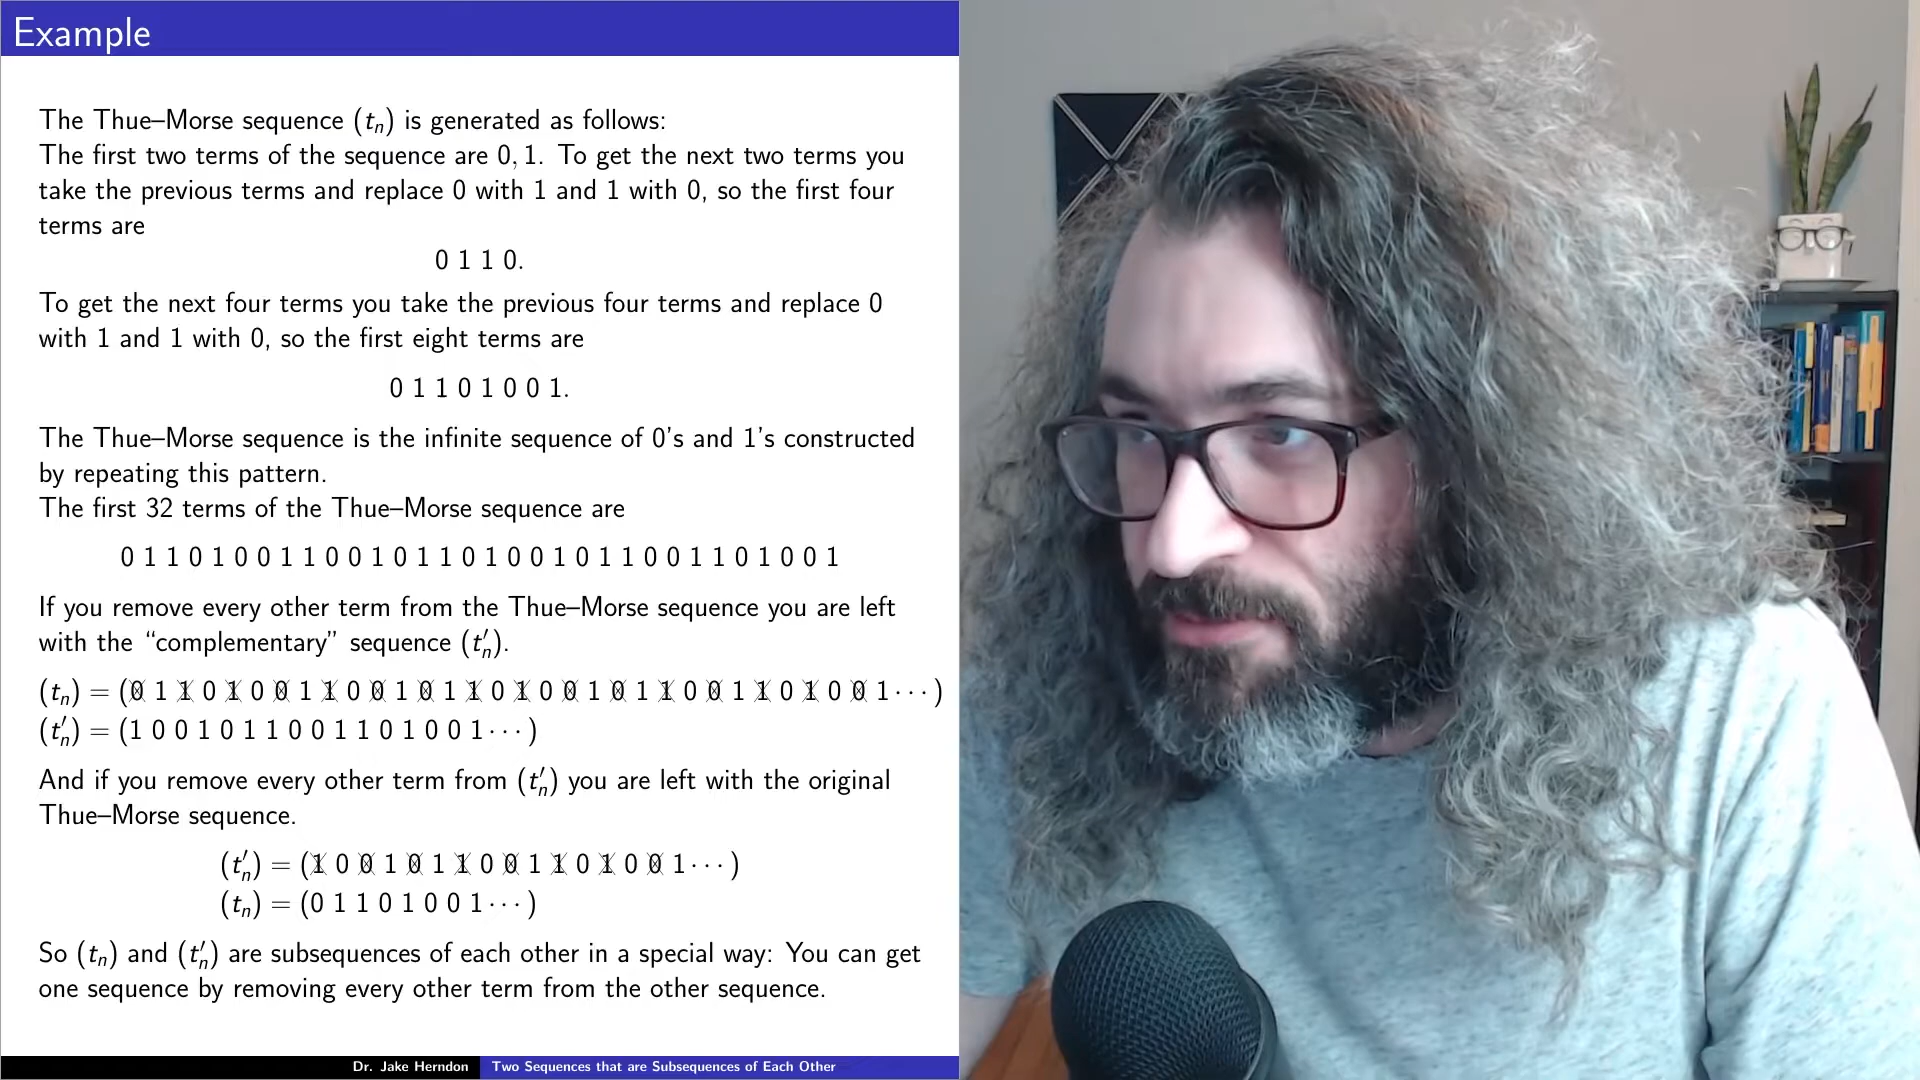 Example
The Thue–Morse sequence (tₙ) is generated as follows:
The first two terms of the sequence are 0, 1. To get the next two terms you
take the previous terms and replace 0 with 1 and 1 with 0, so the first four
terms are
0 1 1 0.
To get the next four terms you take the previous four terms and replace 0
with 1 and 1 with 0, so the first eight terms are
0 1 1 0 1 0 0 1.
The Thue–Morse sequence is the infinite sequence of 0's and 1's constructed
by repeating this pattern.
The first 32 terms of the Thue–Morse sequence are
0 1 1 0 1 0 0 1 1 0 0 1 0 1 1 0 1 0 0 1 0 1 1 0 0 1 1 0 1 0 0 1
If you remove every other term from the Thue–Morse sequence you are left
with the “complementary” sequence (t′ₙ).
(tₙ) = (0 1 1 0 1 0 0 1 1 0 0 1 0 1 1 0 1 0 0 1 0 1 1 0 0 1 1 0 1 0 0 1 ⋯ )
(t′ₙ) = (1 0 0 1 0 1 1 0 0 1 1 0 1 0 0 1 ⋯ )
And if you remove every other term from (t′ₙ) you are left with the original
Thue–Morse sequence.
(t′ₙ) = (1 0 0 1 0 1 1 0 0 1 1 0 1 0 0 1 ⋯ )
(tₙ) = (0 1 1 0 1 0 0 1 ⋯ )
So (tₙ) and (t′ₙ) are subsequences of each other in a special way: You can get
one sequence by removing every other term from the other sequence.
Dr. Jake Herndon
Two Sequences that are Subsequences of Each Other